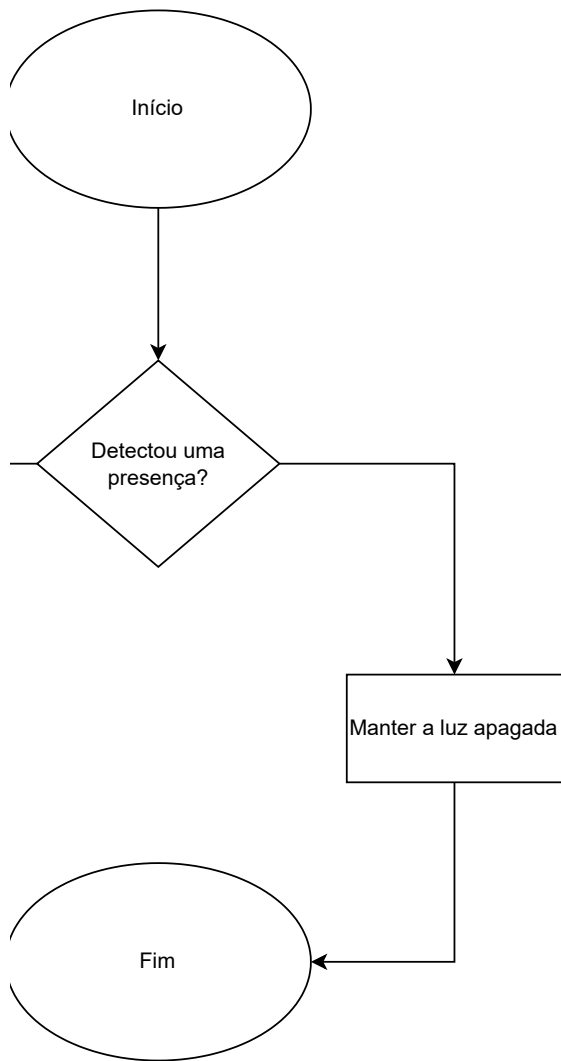 Início
Detectou uma
presença?
Manter a luz apagada
Fim